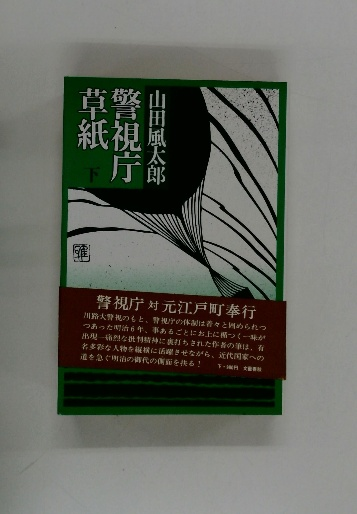 山田風太郎
警視庁
草紙
下
警視庁対元江戸町奉行
川路大警視のもと、警視庁の体制は着々と固められつ
つあった明治6年、事あるごとにお上に楯つく一味が
出現—痛烈な批判精神に裏打ちされた作者の筆は、有
名多彩な人物を縦横に活躍させながら、近代国家への
道を急ぐ明治の御代の側面を抉る!
文藝春秋